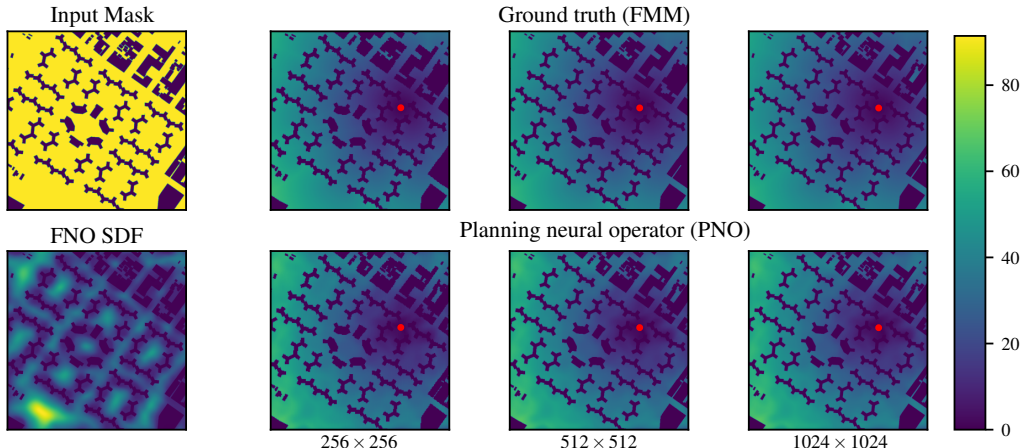 Input Mask
Ground truth (FMM)
FNO SDF
Planning neural operator (PNO)
256 × 256
512 × 512
1024 × 1024
80
60
40
20
0